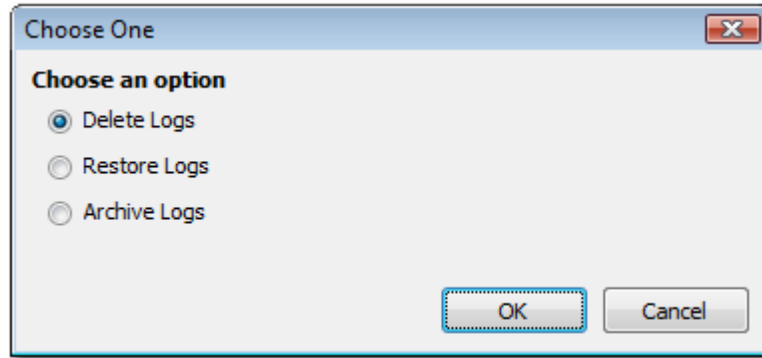 Choose One
Choose an option
Delete Logs
Restore Logs
Archive Logs
OK Cancel